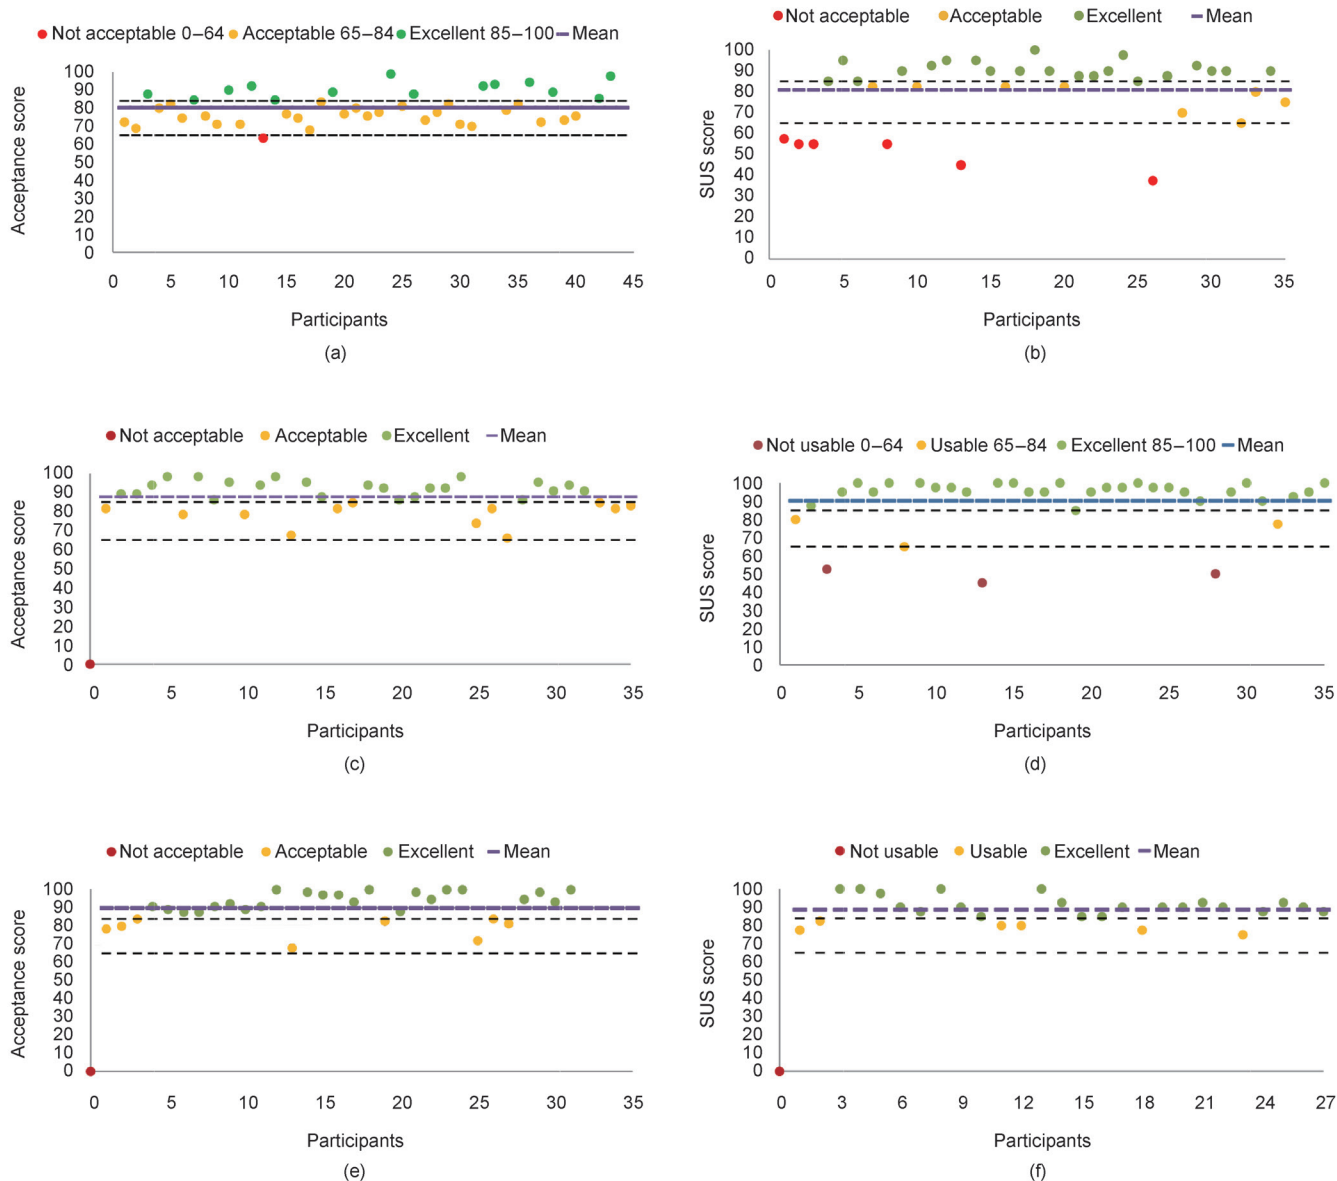 Not acceptable 0–64 Acceptable 65–84 Excellent 85–100 Mean
100
90
80
70
60
50
40
30
20
10
0
Acceptance score
0 5 10 15 20 25 30 35 40 45
Participants
(a)
Not acceptable Acceptable Excellent Mean
100
90
80
70
60
50
40
30
20
10
0
SUS score
0 5 10 15 20 25 30 35
Participants
(b)
Not acceptable Acceptable Excellent Mean
100
90
80
70
60
50
40
30
20
10
0
Acceptance score
0 5 10 15 20 25 30 35
Participants
(c)
Not usable 0–64 Usable 65–84 Excellent 85–100 Mean
100
90
80
70
60
50
40
30
20
10
0
SUS score
0 5 10 15 20 25 30 35
Participants
(d)
Not acceptable Acceptable Excellent Mean
100
90
80
70
60
50
40
30
20
10
0
Acceptance score
0 5 10 15 20 25 30 35
Participants
(e)
Not usable Usable Excellent Mean
100
90
80
70
60
50
40
30
20
10
0
SUS score
0 3 6 9 12 15 18 21 24 27
Participants
(f)